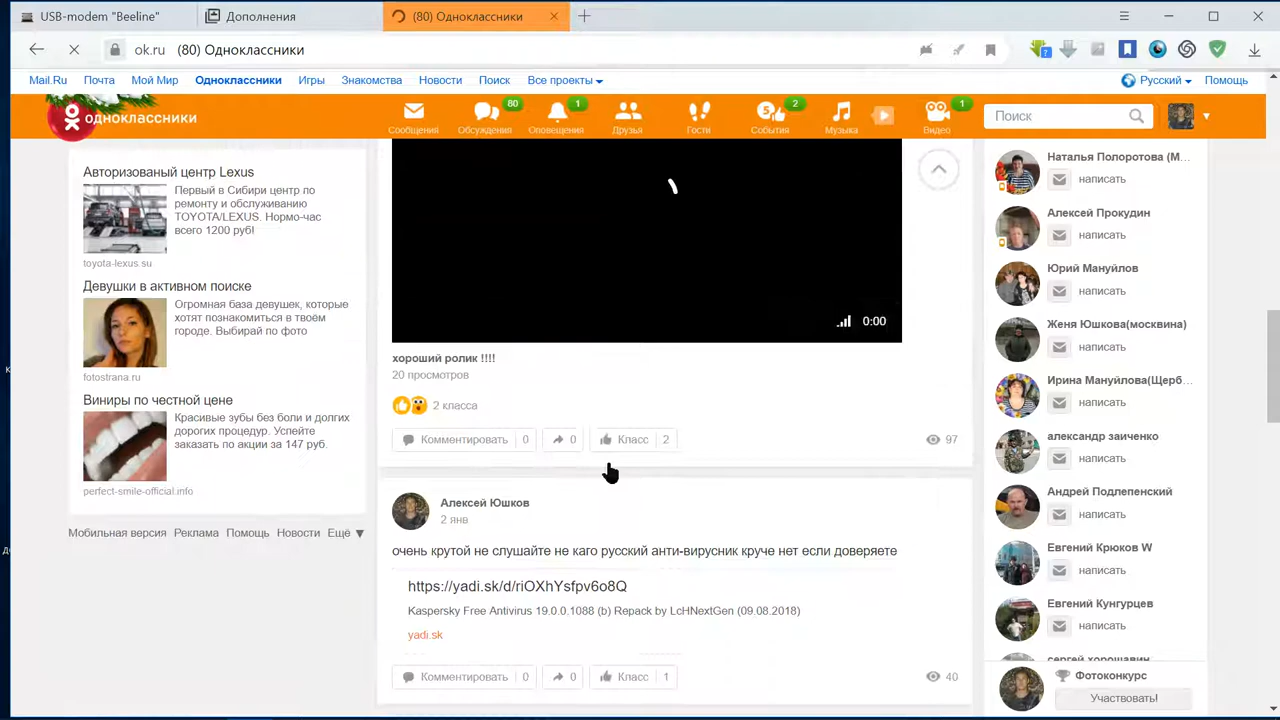 USB-modem "Beeline"
Дополнения
(80) Одноклассники
ok.ru (80) Одноклассники
Mail.Ru Почта Мой Мир Одноклассники Игры Знакомства Новости Поиск Все проекты Русский Помощь
одноклассники
80 1 5 2 1
Сообщения Обсуждения Оповещения Друзья Гости События Музыка Видео
Поиск
Авторизованый центр Lexus
Первый в Сибири центр по
ремонту и обслуживанию
TOYOTA/LEXUS. Нормо-час
всего 1200 руб!
toyota-lexus.su
Девушки в активном поиске
Огромная база девушек, которые
хотят познакомиться в твоём
городе. Выбирай по фото
fotostrana.ru
Виниры по честной цене
Красивые зубы без боли и долгих
дорогих процедур. Успейте
заказать по акции за 147 руб.
perfect-smile-official.info
Мобильная версия Реклама Помощь Новости Ещё
0:00
хороший ролик !!!!
20 просмотров
2 класса
Комментировать 0 0 Класс 2 97
Алексей Юшков
2 янв
очень крутой не слушайте не каго русский анти-вирусник круче нет если доверяете
https://yadi.sk/d/riOXhYsfpv6o8Q
Kaspersky Free Antivirus 19.0.0.1088 (b) Repack by LcHNextGen (09.08.2018)
yadi.sk
Комментировать 0 0 Класс 1 40
Наталья Полоротова (М...
написать
Алексей Прокудин
написать
Юрий Мануйлов
написать
Женя Юшкова(москвина)
написать
Ирина Мануйлова(Щерб...
написать
александр заиченко
написать
Андрей Подлепенский
написать
Евгений Крюков W
написать
Евгений Кунгурцев
написать
сергей хорошавин
Фотоконкурс
Участвовать!